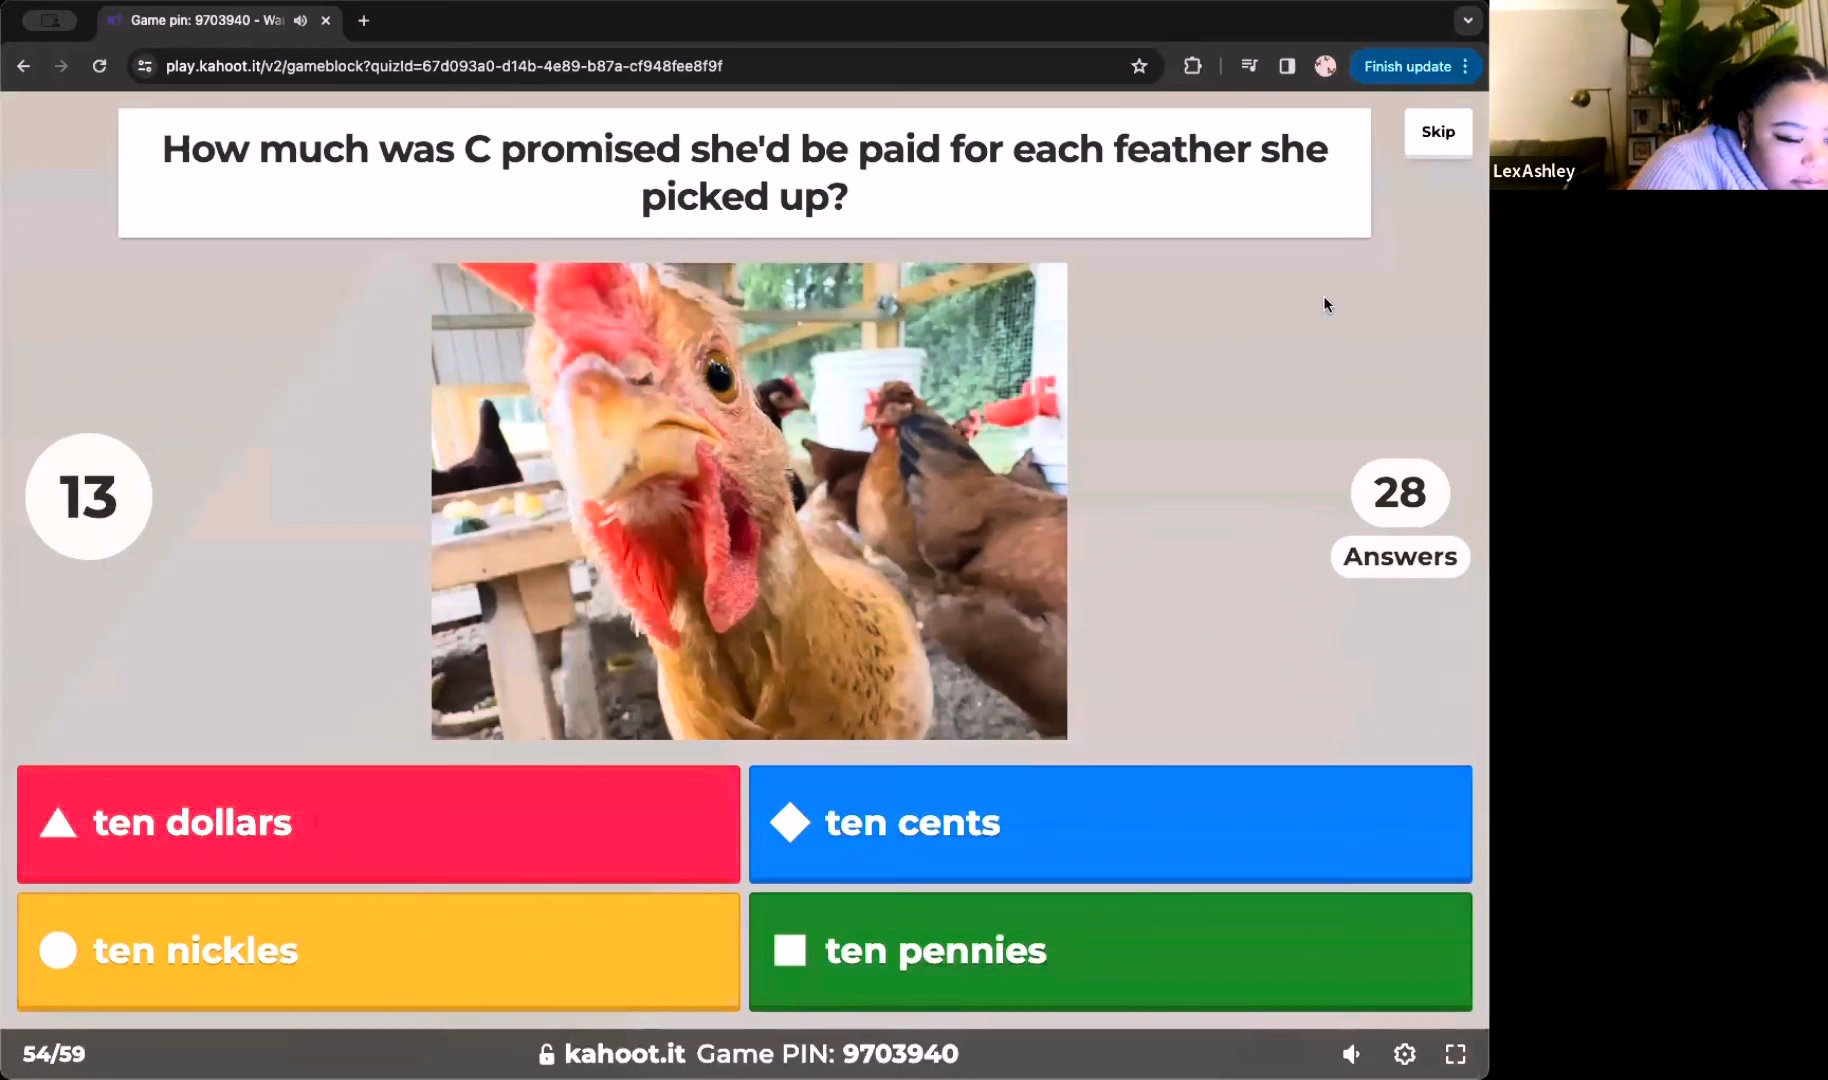 Game pin: 9703940 - Wai
play.kahoot.it/v2/gameblock?quizId=67d093a0-d14b-4e89-b87a-cf948fee8f9f
Finish update
How much was C promised she'd be paid for each feather she
picked up?
Skip
LexAshley
13
28
Answers
ten dollars
ten cents
ten nickles
ten pennies
54/59
kahoot.it Game PIN: 9703940